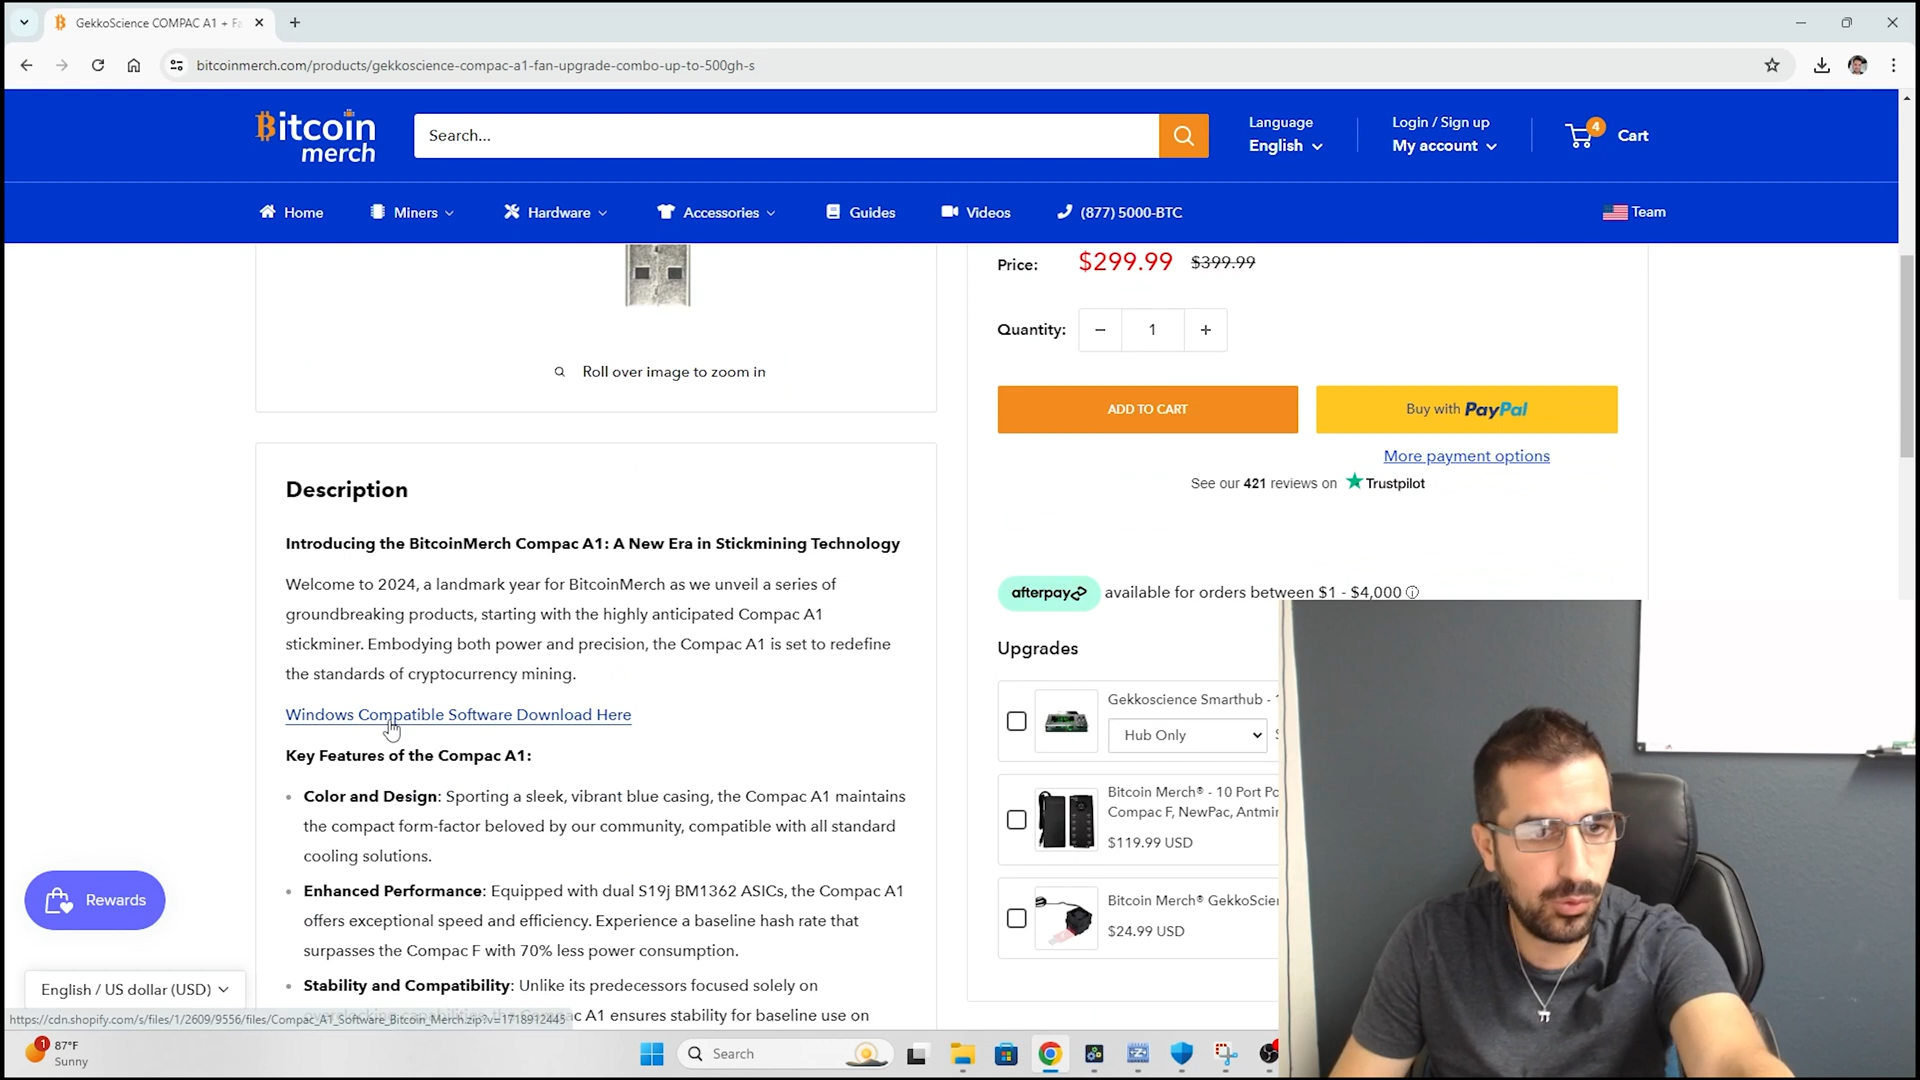 GekkoScience COMPAC A1 + Fa
bitcoinmerch.com/products/gekkoscience-compac-a1-fan-upgrade-combo-up-to-500gh-s
Bitcoin
merch
Search...
Language
English
Login / Sign up
My account
4
Cart
Home
Miners
Hardware
Accessories
Guides
Videos
(877) 5000-BTC
Team
Price: $299.99 $399.99
Quantity: − 1 +
Roll over image to zoom in
ADD TO CART
Buy with PayPal
More payment options
See our 421 reviews on Trustpilot
Description
Introducing the BitcoinMerch Compac A1: A New Era in Stickmining Technology
Welcome to 2024, a landmark year for BitcoinMerch as we unveil a series of
groundbreaking products, starting with the highly anticipated Compac A1
stickminer. Embodying both power and precision, the Compac A1 is set to redefine
the standards of cryptocurrency mining.
Windows Compatible Software Download Here
Key Features of the Compac A1:
Color and Design: Sporting a sleek, vibrant blue casing, the Compac A1 maintains
the compact form-factor beloved by our community, compatible with all standard
cooling solutions.
Enhanced Performance: Equipped with dual S19j BM1362 ASICs, the Compac A1
offers exceptional speed and efficiency. Experience a baseline hash rate that
surpasses the Compac F with 70% less power consumption.
Stability and Compatibility: Unlike its predecessors focused solely on
A1 ensures stability for baseline use on
afterpay available for orders between $1 - $4,000
Upgrades
Gekkoscience Smarthub -
Hub Only
Bitcoin Merch® - 10 Port Po
Compac F, NewPac, Antmin
$119.99 USD
Bitcoin Merch® GekkoScien
$24.99 USD
Rewards
English / US dollar (USD)
https://cdn.shopify.com/s/files/1/2609/9556/files/Compac_A1_Software_Bitcoin_Merch.zip?v=1718912445
1
87°F
Sunny
Search